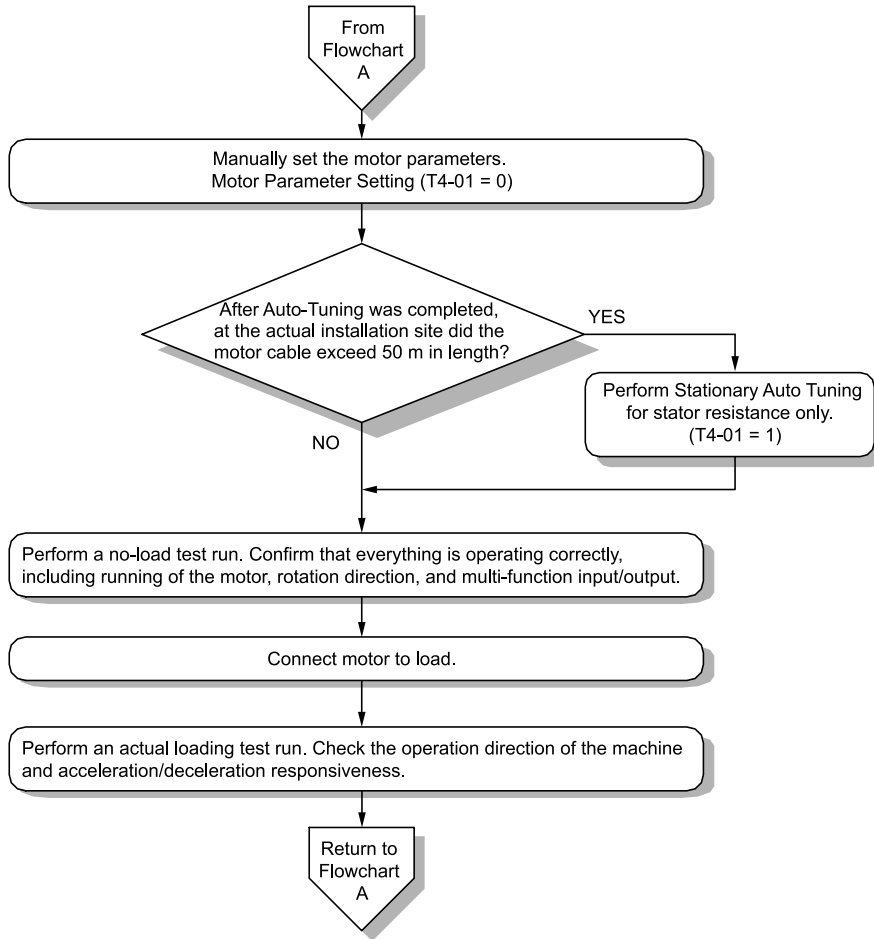 From
Flowchart
A
Manually set the motor parameters.
Motor Parameter Setting (T4-01 = 0)
After Auto-Tuning was completed,
at the actual installation site did the
motor cable exceed 50 m in length?
YES
Perform Stationary Auto Tuning
for stator resistance only.
(T4-01 = 1)
NO
Perform a no-load test run. Confirm that everything is operating correctly,
including running of the motor, rotation direction, and multi-function input/output.
Connect motor to load.
Perform an actual loading test run. Check the operation direction of the machine
and acceleration/deceleration responsiveness.
Return to
Flowchart
A